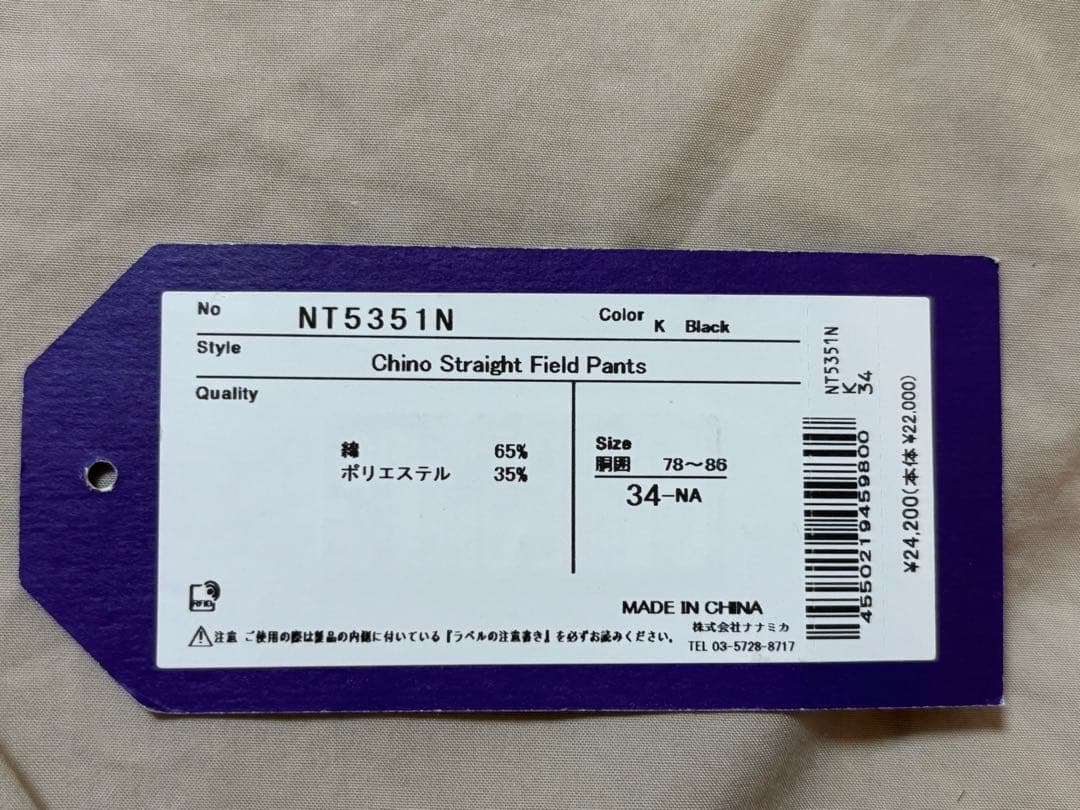 No NT5351N Color K Black
Style Chino Straight Field Pants
Quality
綿 65%
ポリエステル 35%
Size
胴囲 78〜86
34-NA
RFID
MADE IN CHINA
株式会社ナナミカ
TEL 03-5728-8717
⚠注意 ご使用の際は製品の内側に付いている『ラベルの注意書き』を必ずお読みください。
NT5351N
K
34
4550219459800
¥24,200(本体¥22,000)